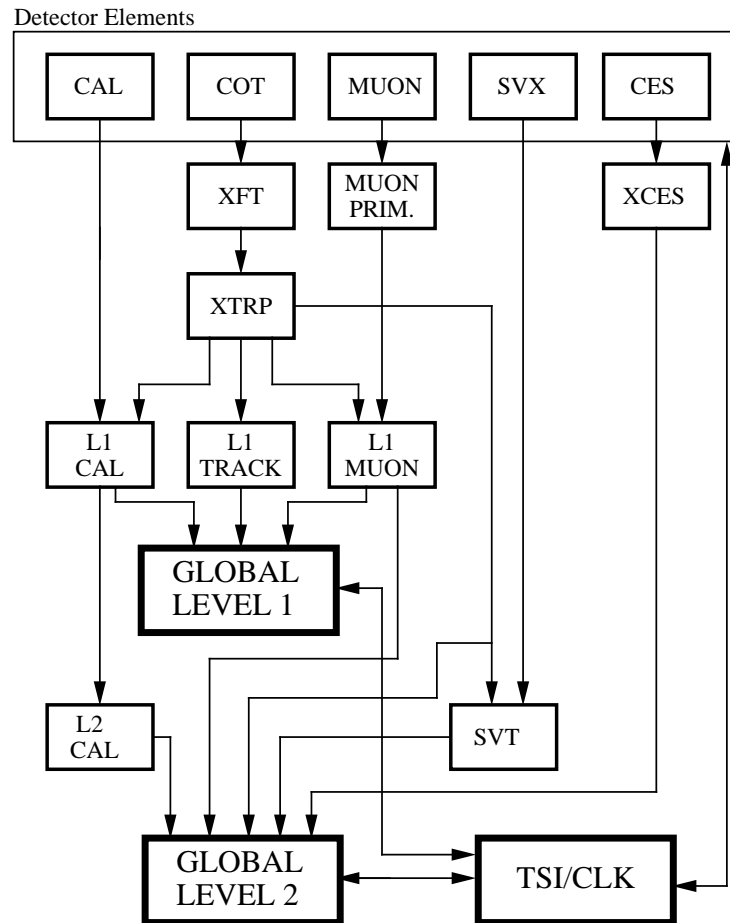 Detector Elements
CAL
COT
MUON
SVX
CES
XFT
MUON
PRIM.
XCES
XTRP
L1
CAL
L1
TRACK
L1
MUON
GLOBAL
LEVEL 1
L2
CAL
SVT
GLOBAL
LEVEL 2
TSI/CLK